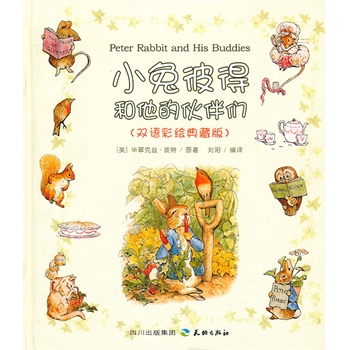 Peter Rabbit and His Buddies
小兔彼得
和他的伙伴们
(双语彩绘典藏版)
[英] 毕翠克丝·波特 / 原著 刘阳 / 编译
PETER
RABBIT
四川出版集团 天地出版社